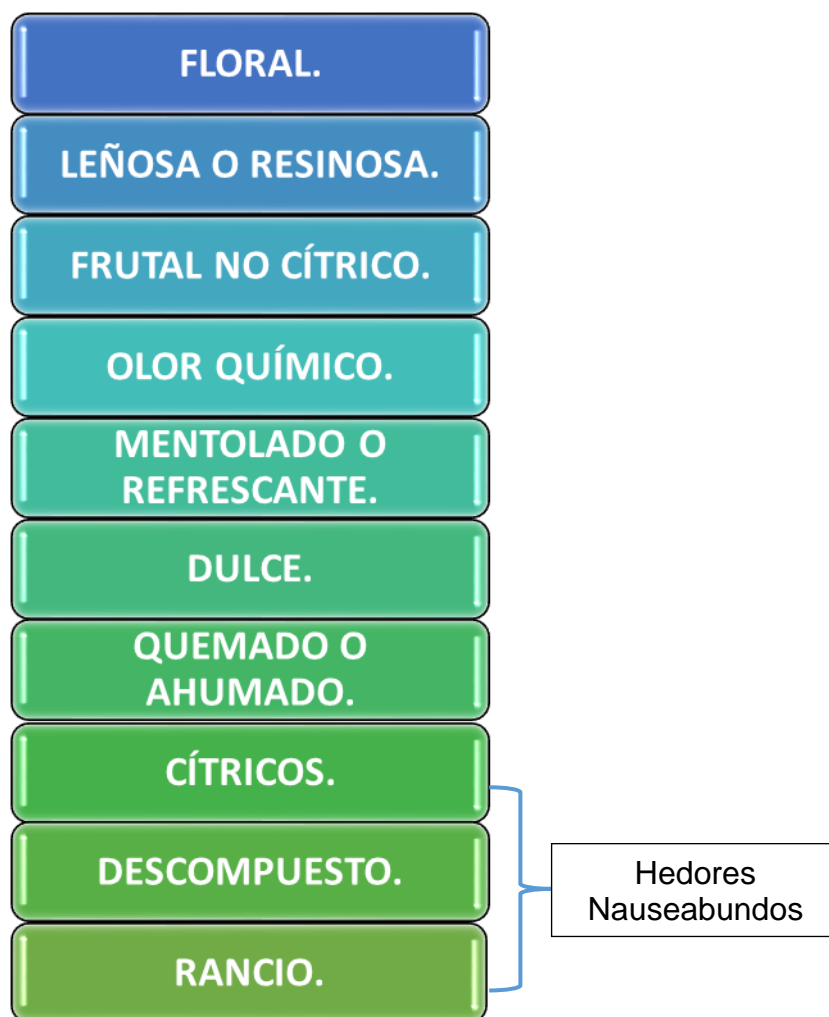 FLORAL.
LEÑOSA O RESINOSA.
FRUTAL NO CÍTRICO.
OLOR QUÍMICO.
MENTOLADO O
REFRESCANTE.
DULCE.
QUEMADO O
AHUMADO.
CÍTRICOS.
DESCOMPUESTO.
RANCIO.
Hedores
Nauseabundos